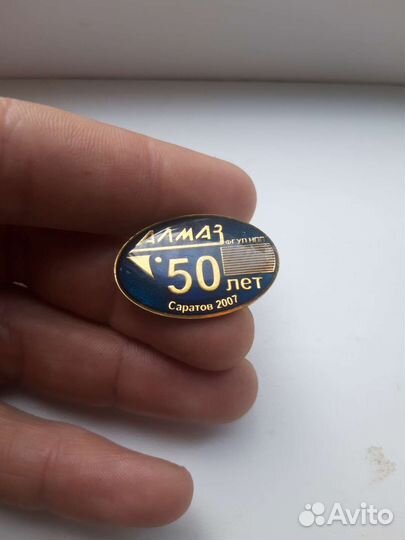 АЛМАЗ
ФГУП НПП
50 лет
Саратов 2007
Avito